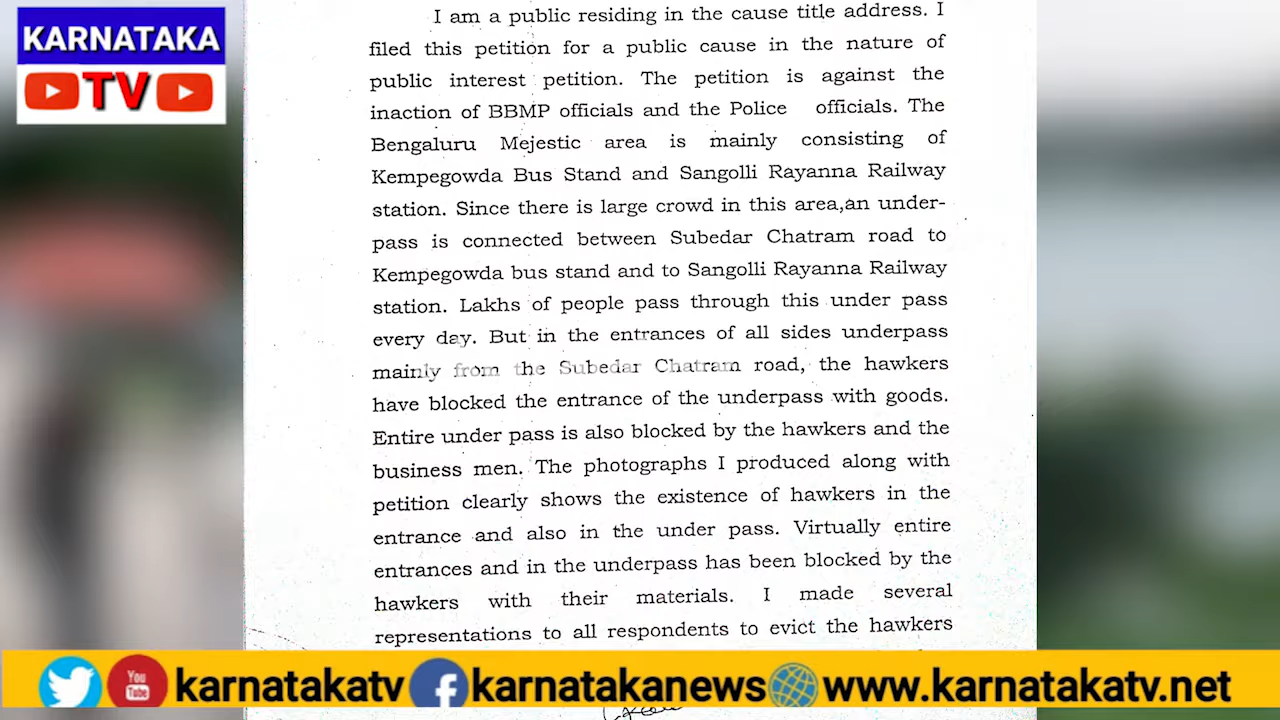 KARNATAKA
TV
I am a public residing in the cause title address. I
filed this petition for a public cause in the nature of
public interest petition. The petition is against the
inaction of BBMP officials and the Police officials. The
Bengaluru Mejestic area is mainly consisting of
Kempegowda Bus Stand and Sangolli Rayanna Railway
station. Since there is large crowd in this area,an under-
pass is connected between Subedar Chatram road to
Kempegowda bus stand and to Sangolli Rayanna Railway
station. Lakhs of people pass through this under pass
every day. But in the entrances of all sides underpass
mainly from the Subedar Chatram road, the hawkers
have blocked the entrance of the underpass with goods.
Entire under pass is also blocked by the hawkers and the
business men. The photographs I produced along with
petition clearly shows the existence of hawkers in the
entrance and also in the under pass. Virtually entire
entrances and in the underpass has been blocked by the
hawkers with their materials. I made several
representations to all respondents to evict the hawkers
You Tube karnatakatv karnatakanews www.karnatakatv.net